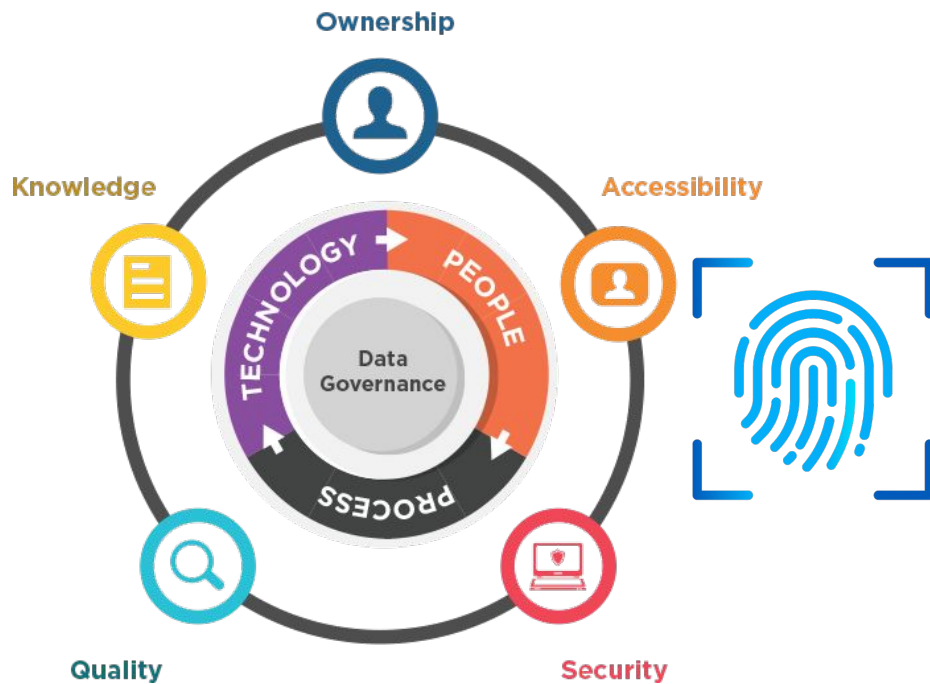 Ownership
Knowledge
Accessibility
TECHNOLOGY
PEOPLE
Data
Governance
PROCESS
Quality
Security